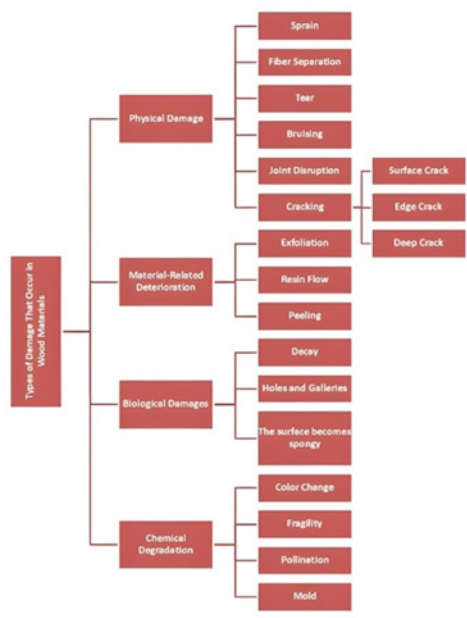 Types of Damage That Occur in
Wood Materials
Physical Damage
Sprain
Fiber Separation
Tear
Bruising
Joint Disruption
Cracking
Surface Crack
Edge Crack
Deep Crack
Material-Related
Deterioration
Exfoliation
Resin Flow
Peeling
Biological Damages
Decay
Holes and Galleries
The surface becomes
spongy
Chemical
Degradation
Color Change
Fragility
Pollination
Mold